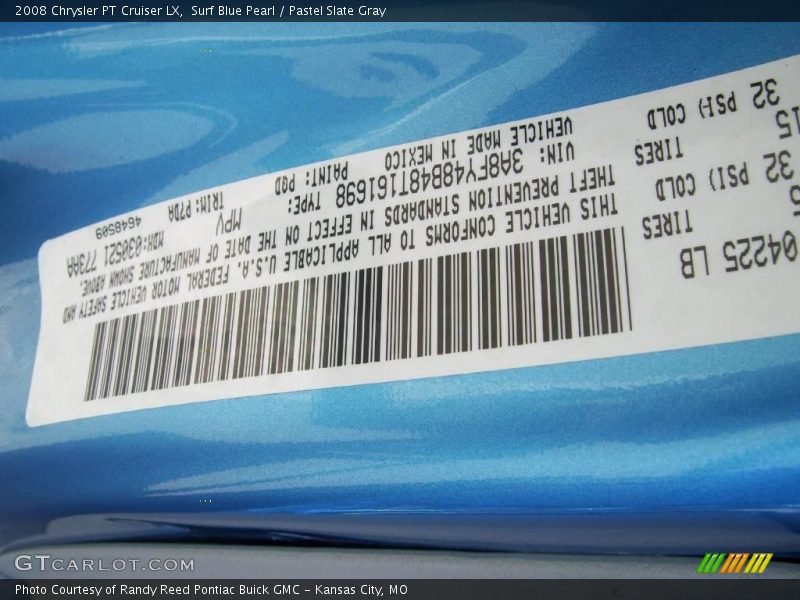 2008 Chrysler PT Cruiser LX,  Surf Blue Pearl / Pastel Slate Gray
04225 LB
TIRES
COLD
32 PSI)
TIRES
COLD
32 PSI)
15
THIS VEHICLE CONFORMS TO ALL APPLICABLE U.S.A. FEDERAL MOTOR VEHICLE SAFETY AND
THEFT PREVENTION STANDARDS IN EFFECT ON THE DATE OF MANUFACTURE SHOWN ABOVE.
VIN: 3A8FY48B48T161698 TYPE: MPV MDH:030521 773AA
VEHICLE MADE IN MEXICO PAINT: PQD TRIM:P7DA 4648509
GTCARLOT.COM
Photo Courtesy of Randy Reed Pontiac Buick GMC – Kansas City, MO